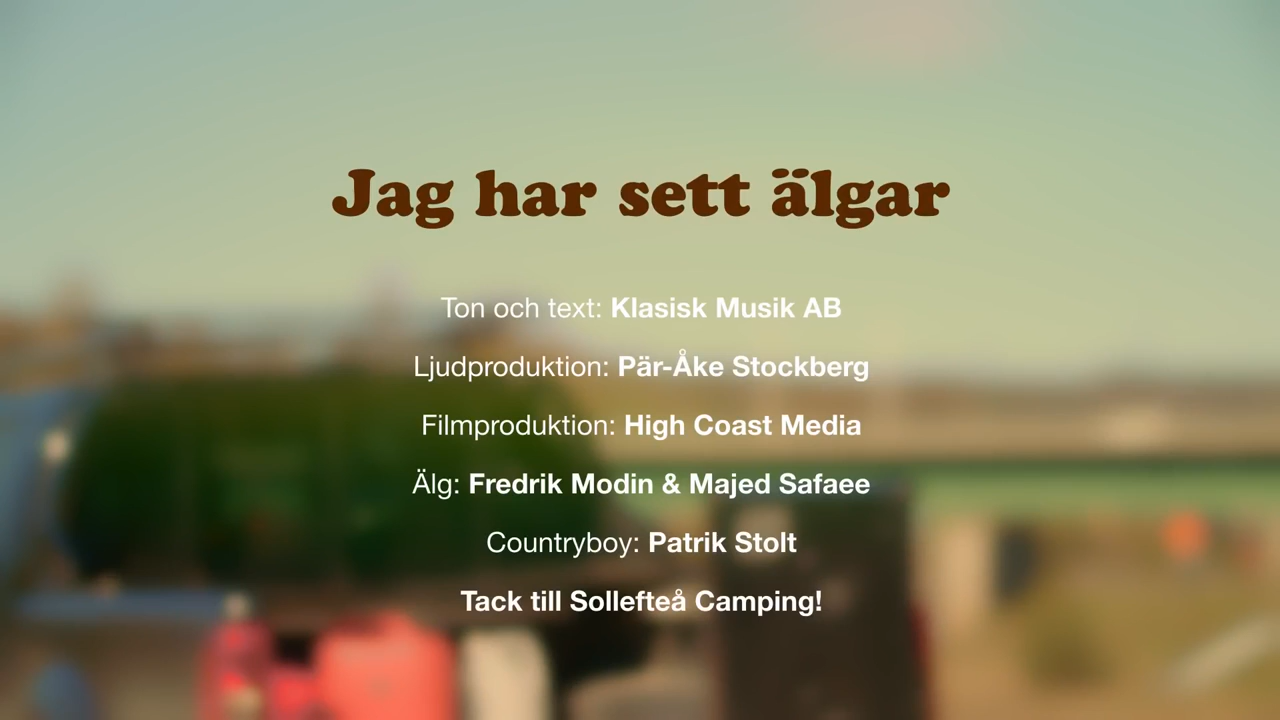 Jag har sett älgar
Ton och text: Klasisk Musik AB
Ljudproduktion: Pär-Åke Stockberg
Filmproduktion: High Coast Media
Älg: Fredrik Modin & Majed Safaee
Countryboy: Patrik Stolt
Tack till Sollefteå Camping!